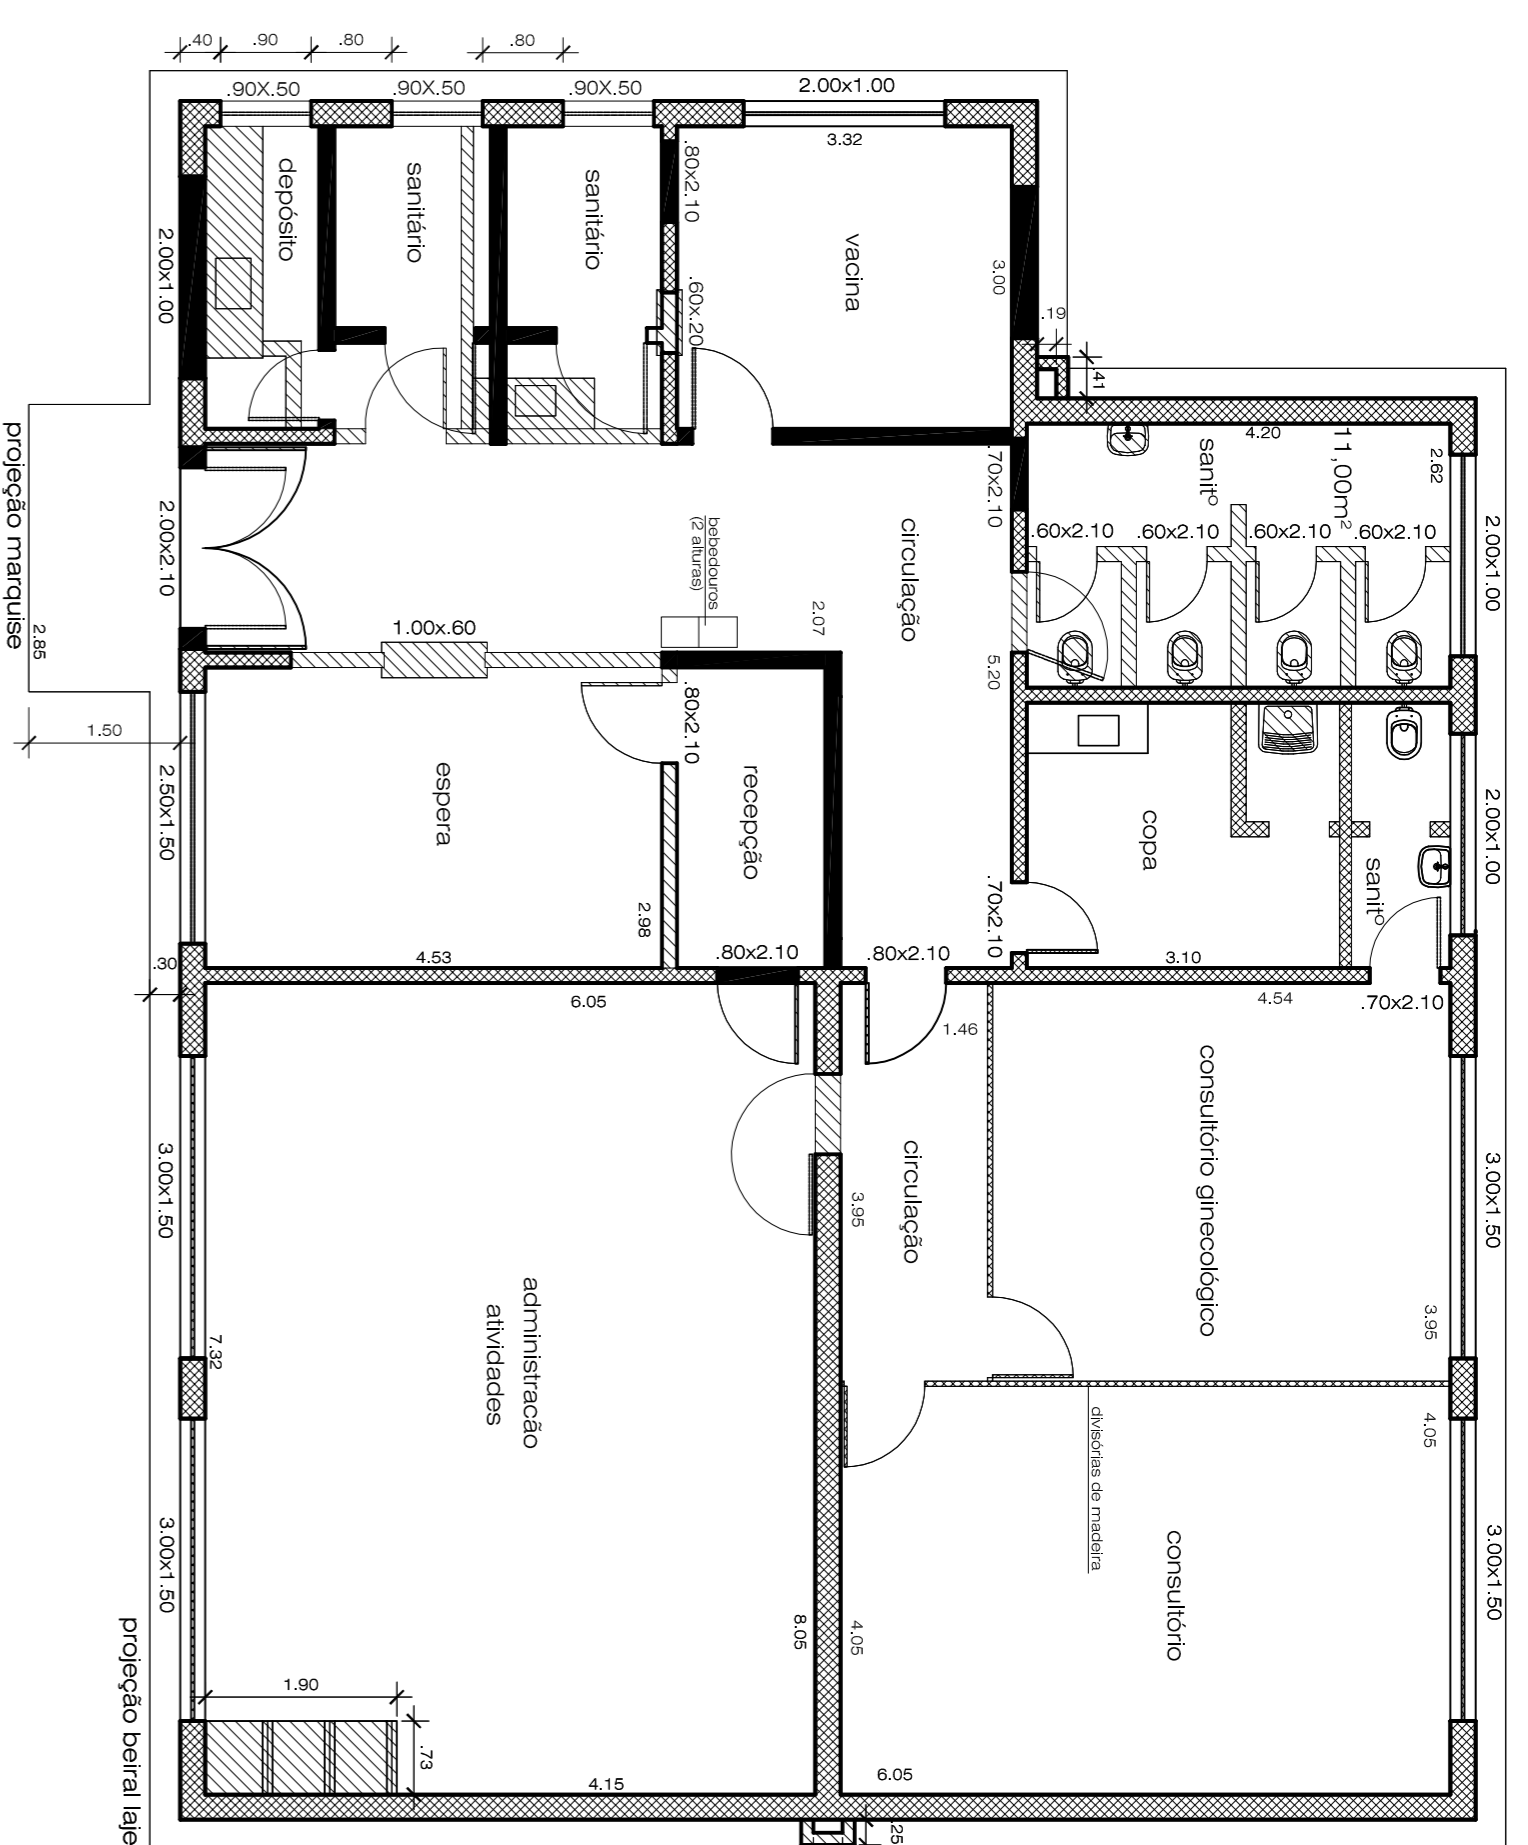 .40
.90
.80
.80
.90X.50
.90X.50
.90X.50
2.00x1.00
3.32
depósito
sanitário
sanitário
vacina
.80x2.10
.60x.20
3.00
.19
.41
2.00x1.00
4.20
sanitº
11,00m²
2.62
2.00x1.00
.70x2.10
.60x2.10
.60x2.10
.60x2.10
.60x2.10
projeção marquise
2.85
2.00x2.10
1.00x.60
bebedouros
(2 alturas)
circulação
2.07
5.20
1.50
2.50x1.50
espera
.80x2.10
recepção
2.98
4.53
.30
.80x2.10
.80x2.10
.70x2.10
copa
3.10
sanitº
2.00x1.00
6.05
1.46
4.54
.70x2.10
consultório ginecológico
3.00x1.50
3.95
circulação
3.95
3.00x1.50
7.32
administracão
atividades
4.05
divisórias de madeira
consultório
3.00x1.50
3.00x1.50
8.05
4.05
1.90
.73
4.15
6.05
.25
projeção beiral laje